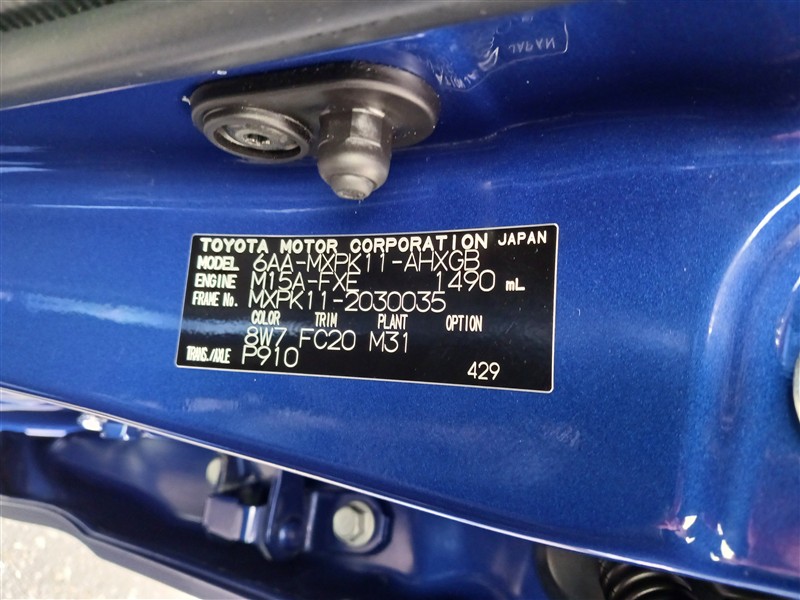 TOYOTA MOTOR CORPORATION JAPAN
MODEL 6AA-MXPK11-AHXGB
ENGINE M15A-FXE 1490 mL
FRAME No. MXPK11-2030035
COLOR TRIM PLANT OPTION
8W7 FC20 M31
TRANS./AXLE P910
429